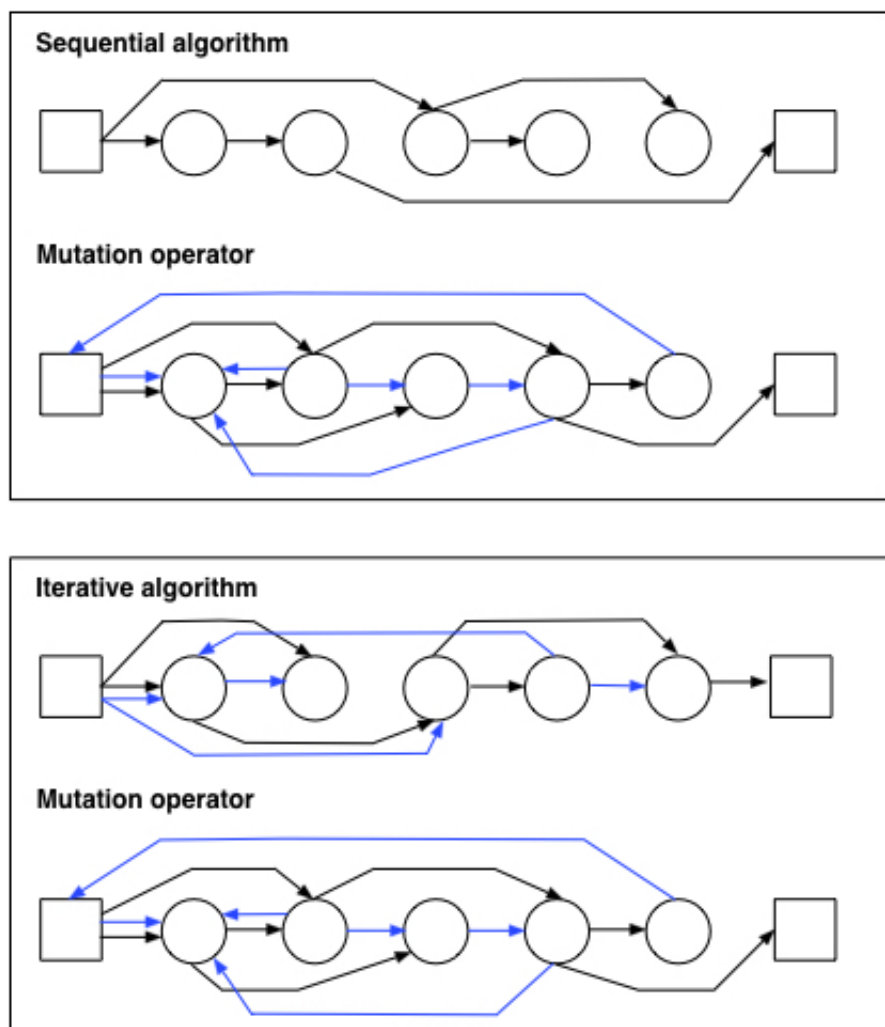 Sequential algorithm
Mutation operator
Iterative algorithm
Mutation operator